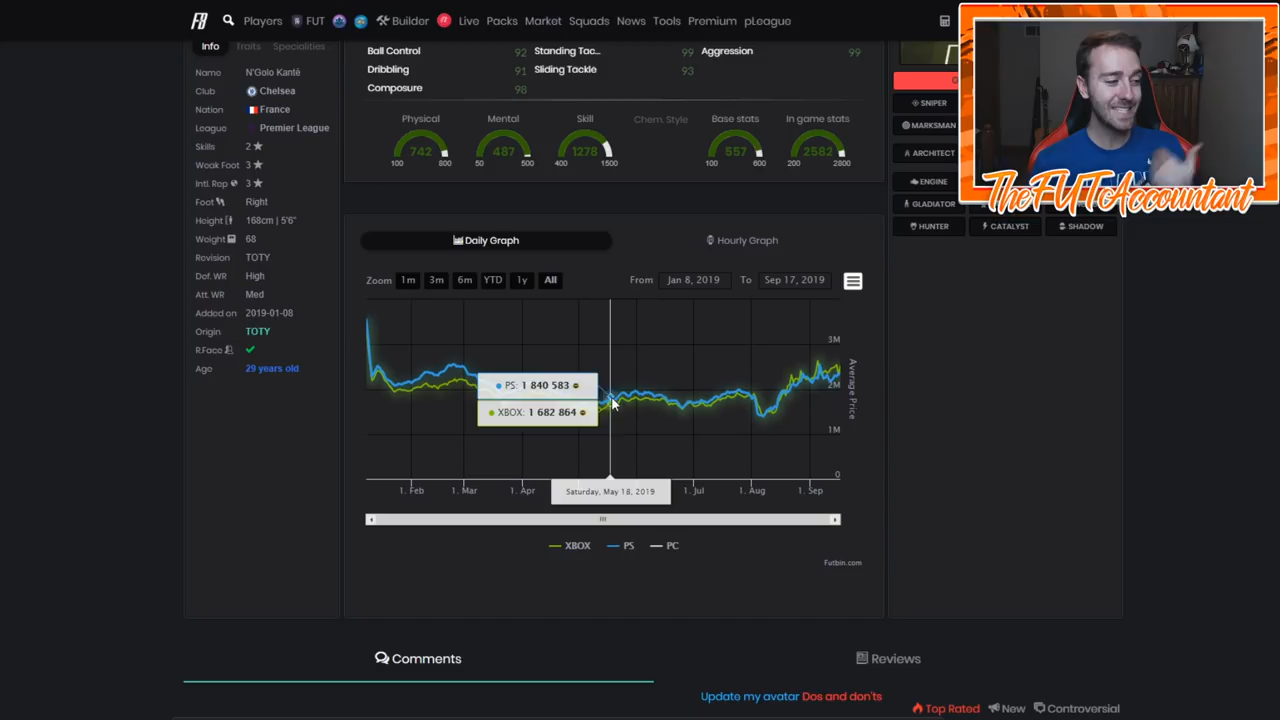 F8 Players FUT Builder Live Packs Market Squads News Tools Premium pLeague
Info Traits Specialities
Name N'Golo Kanté
Club Chelsea
Nation France
League Premier League
Skills 2
Weak Foot 3
Intl. Rep 3
Foot Right
Height 168cm | 5'6"
Weight 68
Revision TOTY
Def. WR High
Att. WR Med
Added on 2019-01-08
Origin TOTY
R.Face
Age 29 years old
Ball Control 92 Standing Tac... 99 Aggression 99
Dribbling 91 Sliding Tackle 93
Composure 98
Physical Mental Skill Chem. Style Base stats In game stats
742 487 1278 557 2582
100 800 50 500 400 1500 100 600 200 2800
SNIPER
MARKSMAN
ARCHITECT
ENGINE
GLADIATOR
HUNTER CATALYST SHADOW
TheFUTAccountant
Daily Graph Hourly Graph
Zoom 1m 3m 6m YTD 1y All From Jan 8, 2019 To Sep 17, 2019
3M
2M
1M
0
Average Price
PS: 1 840 583
XBOX: 1 682 864
1. Feb 1. Mar 1. Apr Saturday, May 18, 2019 1. Jul 1. Aug 1. Sep
XBOX PS PC
Futbin.com
Comments Reviews
Update my avatar Dos and don'ts
Top Rated New Controversial